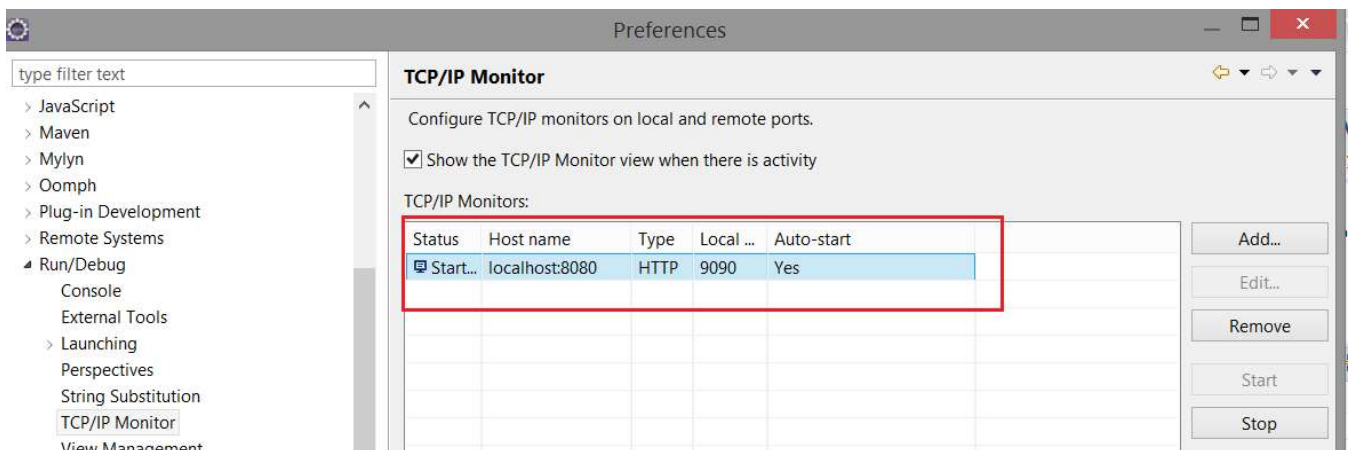 Preferences
type filter text
JavaScript
Maven
Mylyn
Oomph
Plug-in Development
Remote Systems
Run/Debug
Console
External Tools
Launching
Perspectives
String Substitution
TCP/IP Monitor
View Management
TCP/IP Monitor
Configure TCP/IP monitors on local and remote ports.
Show the TCP/IP Monitor view when there is activity
TCP/IP Monitors:
Status Host name Type Local ... Auto-start
Start... localhost:8080 HTTP 9090 Yes
Add...
Edit...
Remove
Start
Stop